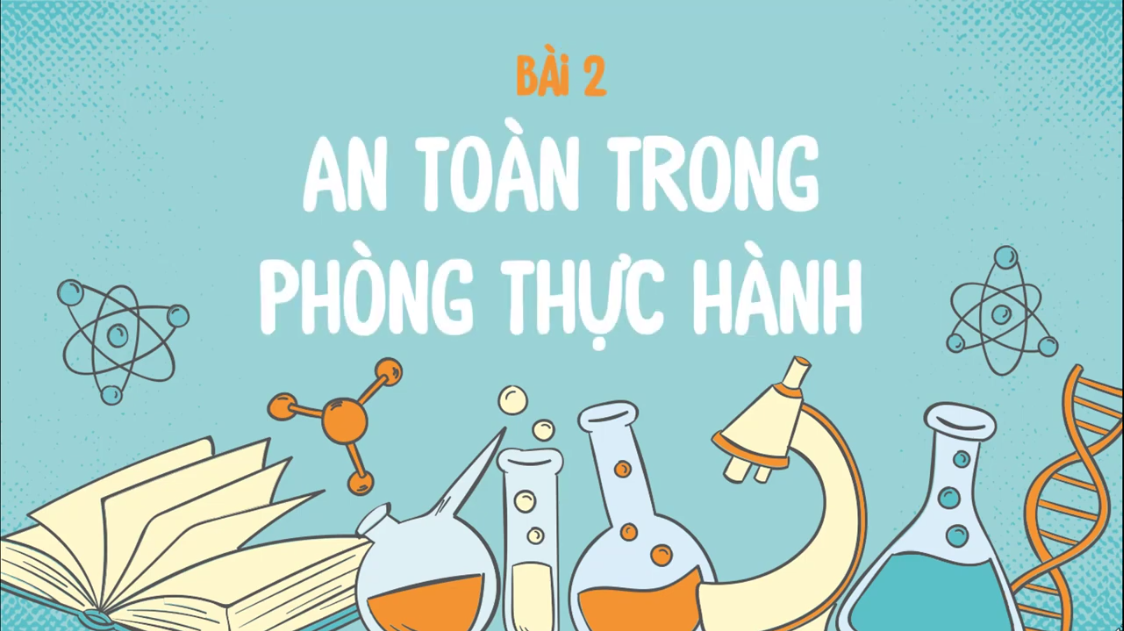 BÀi 2
AN TOÀN TRONG
PHÒNG THỰC HÀNH